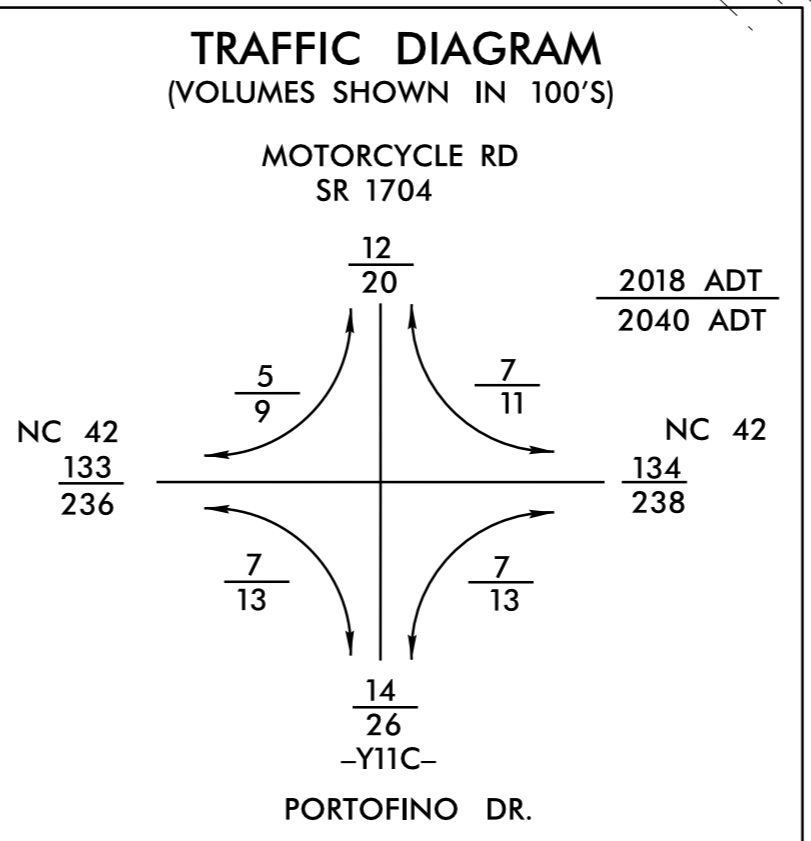 TRAFFIC DIAGRAM
(VOLUMES SHOWN IN 100'S)
MOTORCYCLE RD
SR 1704
12
20
2018 ADT
2040 ADT
5
9
7
11
NC 42
133
236
NC 42
134
238
7
13
7
13
14
26
–Y11C–
PORTOFINO DR.